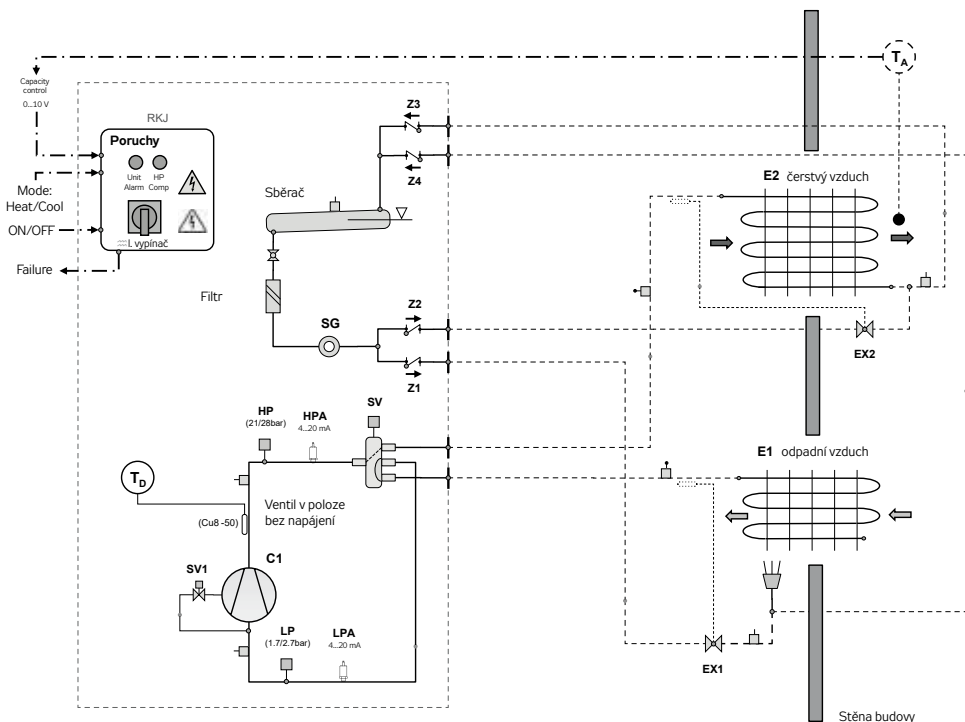 Capacity
control
0...10 V
RKJ
Poruchy
Unit
Alarm
HP
Comp
I. vypínač
Mode:
Heat/Cool
ON/OFF
Failure
Z3
Z4
Sběrač
Filtr
SG
Z2
Z1
TA
E2 čerstvý vzduch
EX2
E1 odpadní vzduch
EX1
Stěna budovy
HP
(21/28bar)
HPA
4...20 mA
SV
TD
(Cu8 -50)
Ventil v poloze
bez napájení
C1
SV1
LP
(1.7/2.7bar)
LPA
4...20 mA